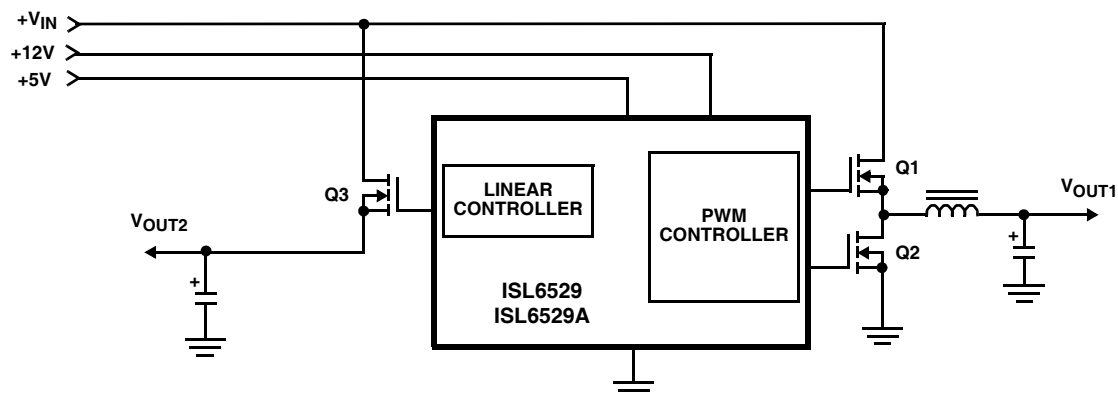 +VIN
+12V
+5V
Q3
LINEAR
CONTROLLER
PWM
CONTROLLER
Q1
VOUT1
VOUT2
+
ISL6529
ISL6529A
Q2
+